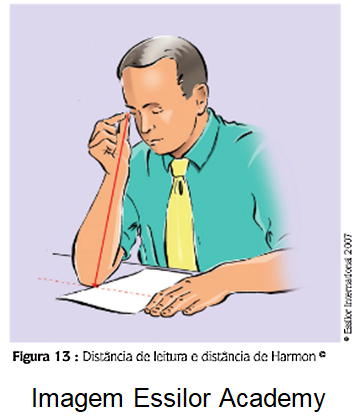 © Essilor International 2007
Figura 13 : Distância de leitura e distância de Harmon ©
Imagem Essilor Academy